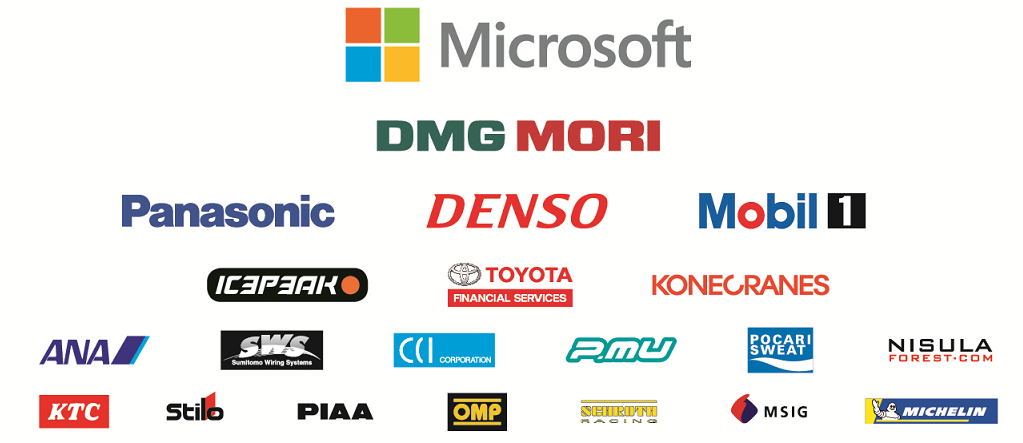 Microsoft
DMG MORI
Panasonic
DENSO
Mobil 1
ICEPEAK
TOYOTA
FINANCIAL SERVICES
KONECRANES
ANA
SWS
Sumitomo Wiring Systems
CCI CORPORATION
PMU
POCARI
SWEAT
NISULA
FOREST·COM
KTC
Stilo
PIAA
OMP
SCHROTH
RACING
MSIG
MICHELIN